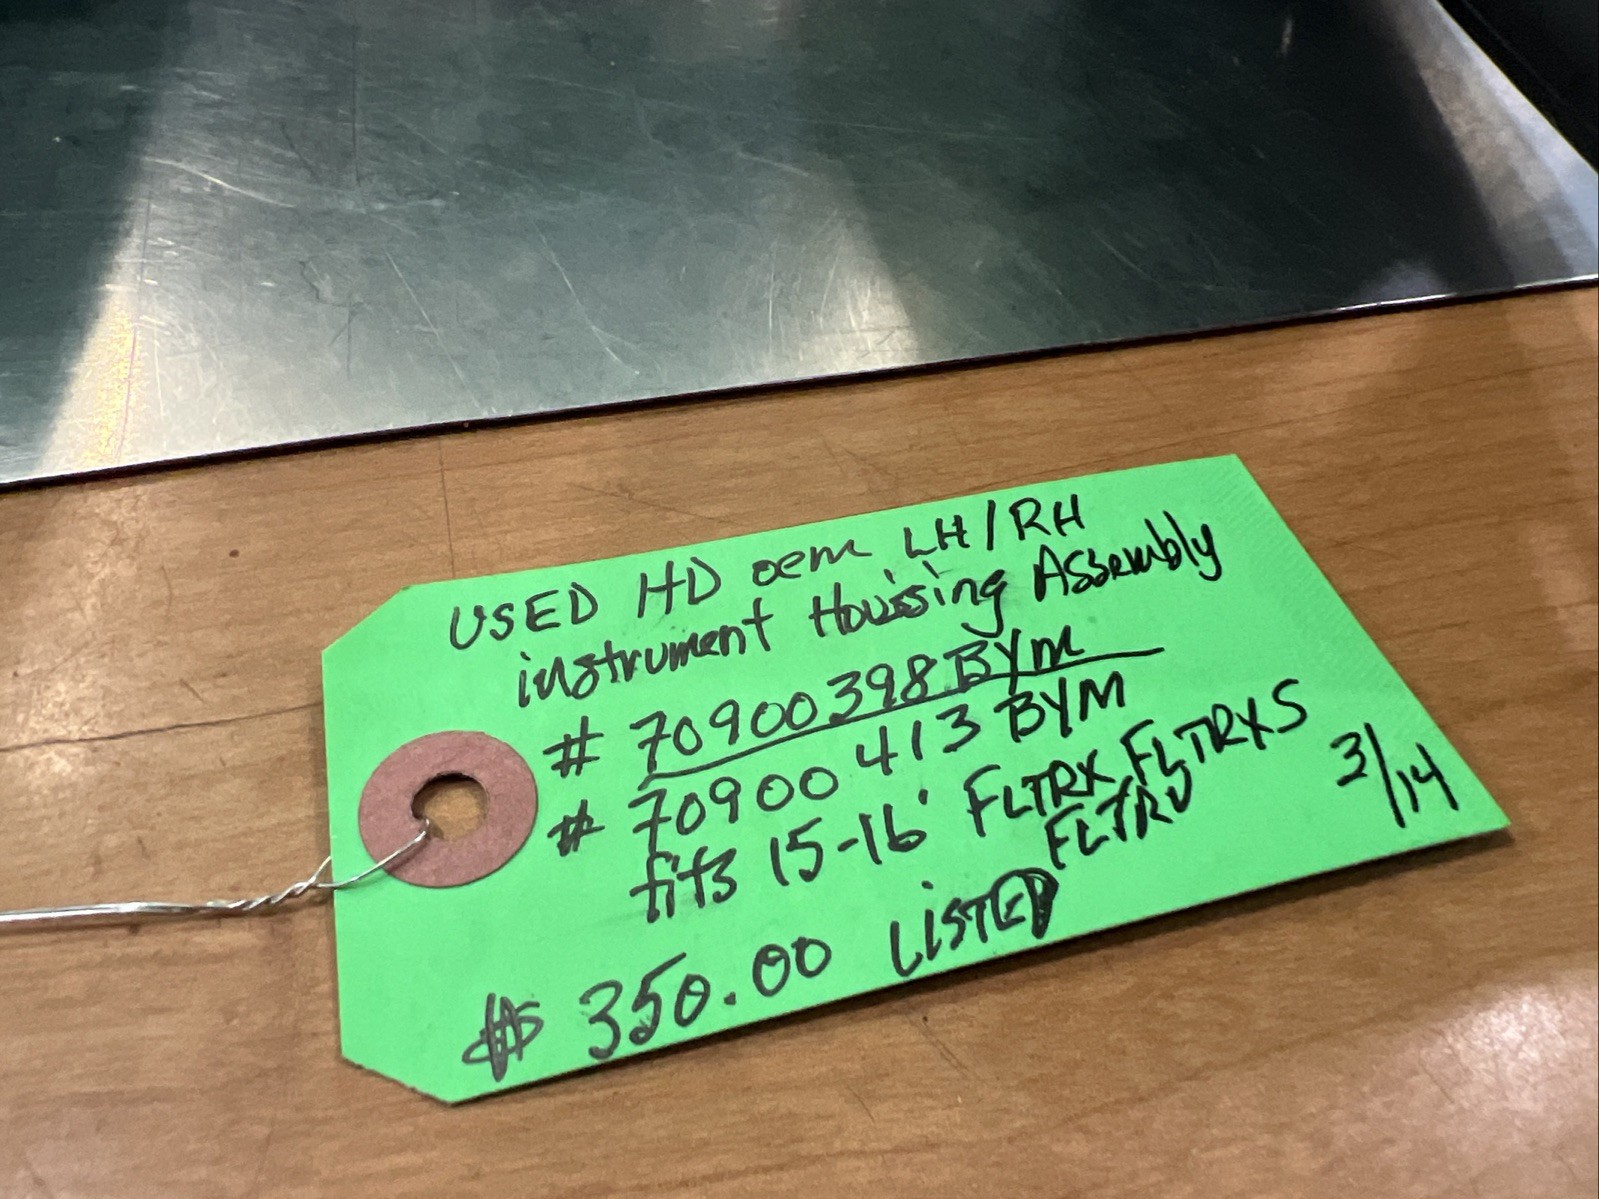 USED HD oem LH/RH
instrument Housing Assembly
# 70900398BYM
# 70900413BYM
fits 15-16' FLTRX FLTRXS
FLTRU
3/14
$350.00 LISTED